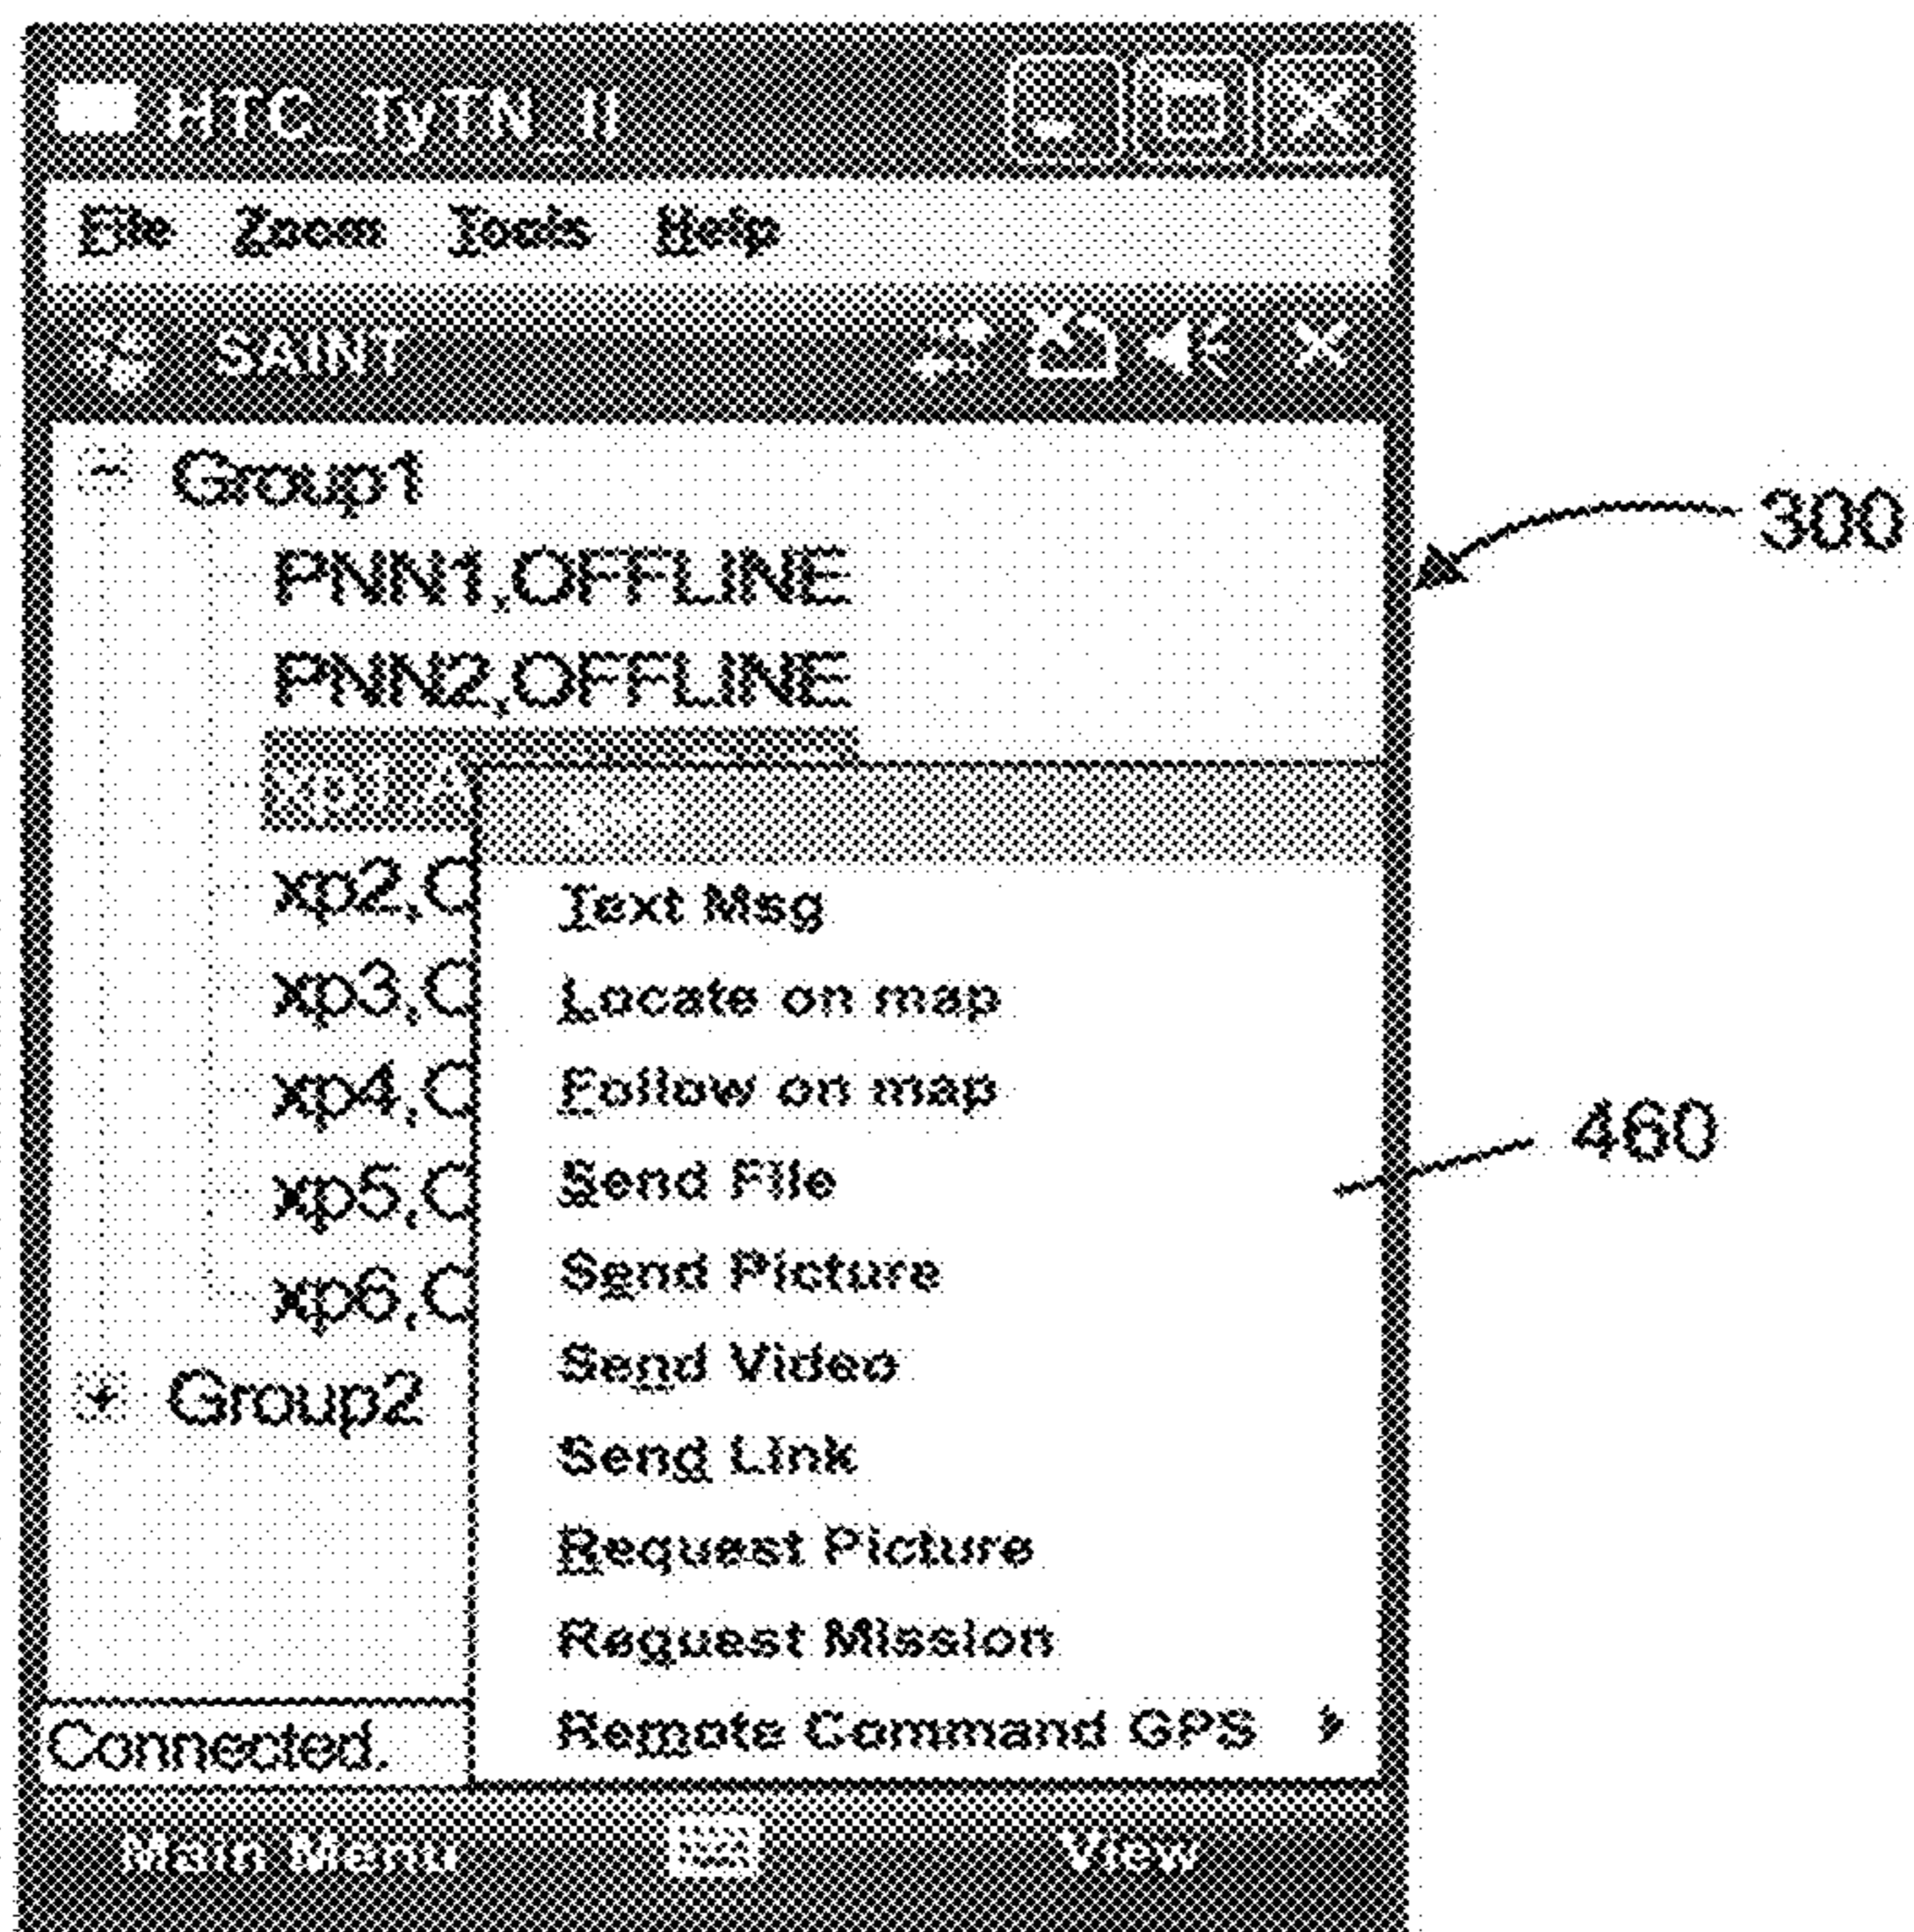 HTC_TyTN_II
File Zoom Tools Help
SAINT
Group1
PNN1,OFFLINE
300
PNN2,OFFLINE
xp1,A
xp2,O
Text Msg
xp3,O
Locate on map
xp4,O
Follow on map
460
xp5,O
Send File
xp6,O
Send Picture
Send Video
Group2
Send Link
Request Picture
Request Mission
Connected.
Remote Command GPS
Main Menu
View